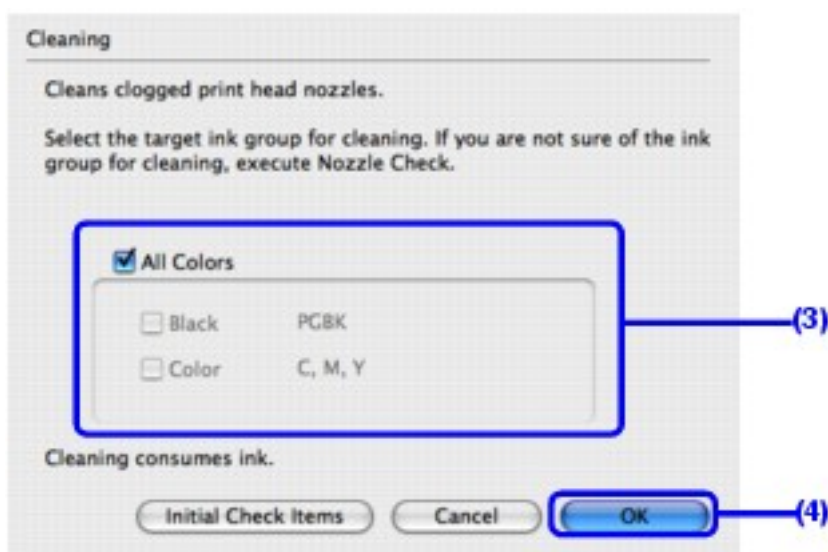 Cleaning
Cleans clogged print head nozzles.
Select the target ink group for cleaning. If you are not sure of the ink
group for cleaning, execute Nozzle Check.
All Colors
Black PGBK
(3)
Color C, M, Y
Cleaning consumes ink.
Initial Check Items Cancel OK
(4)